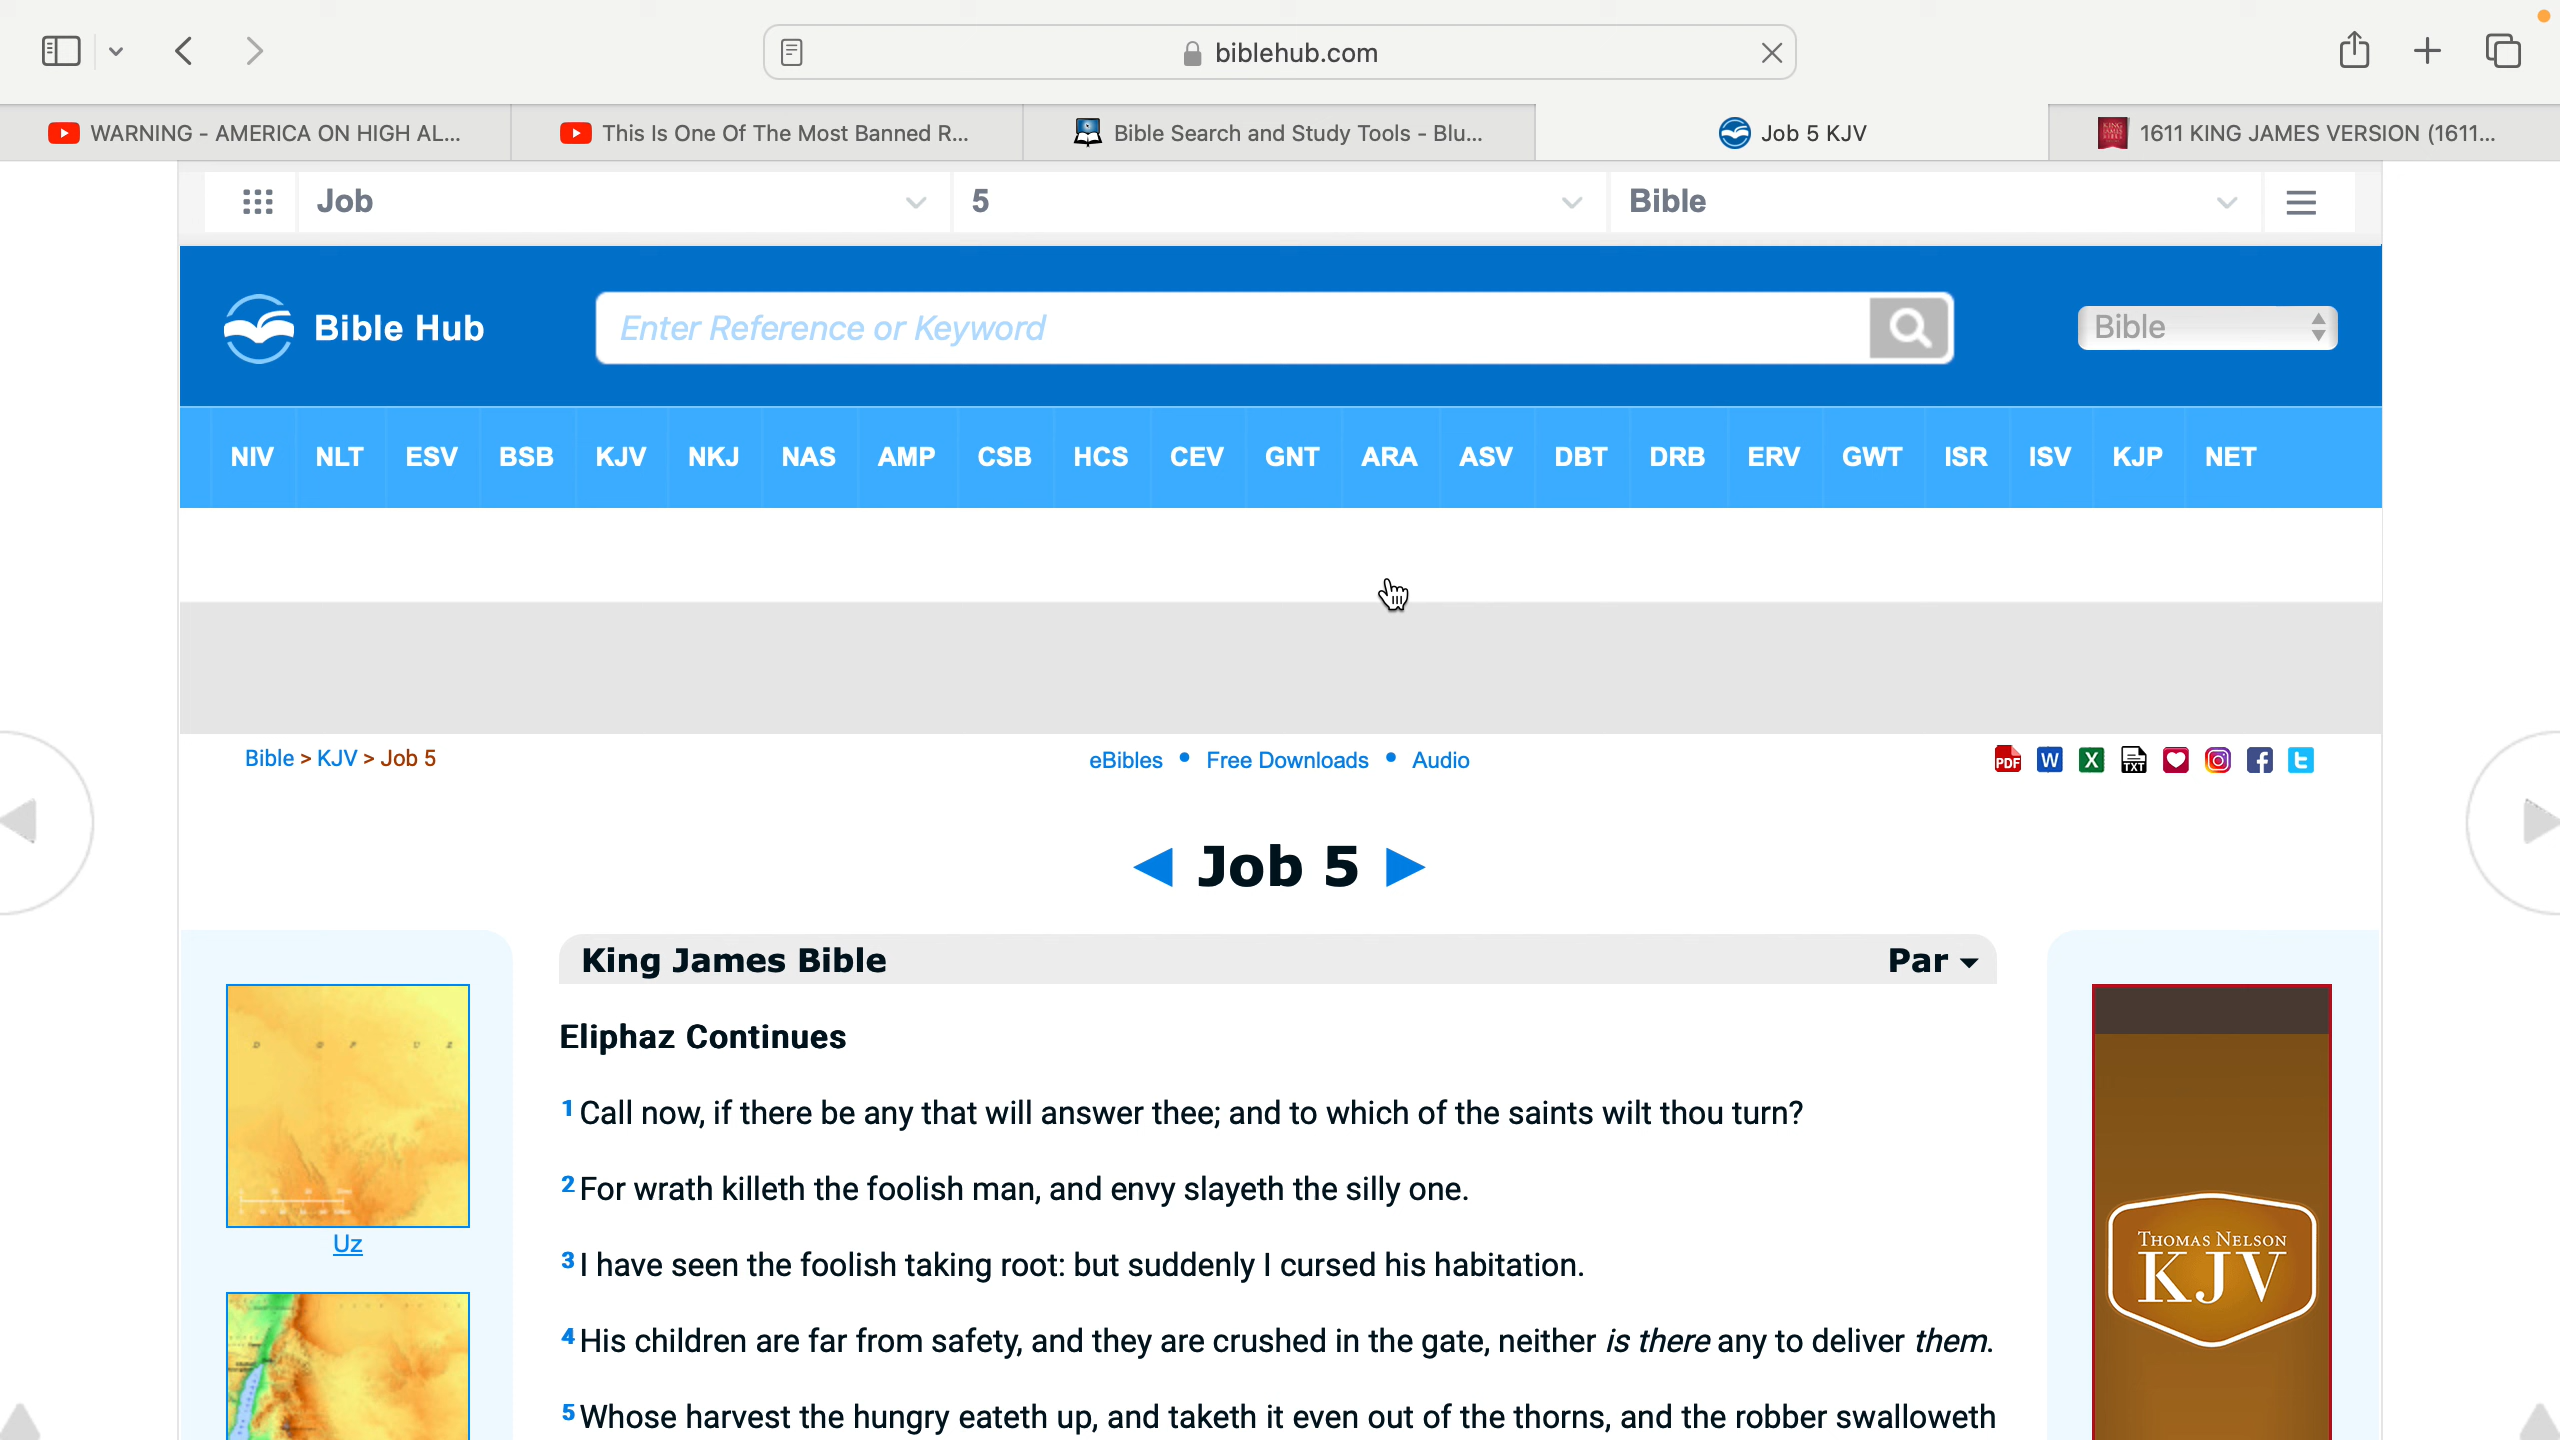 biblehub.com
WARNING - AMERICA ON HIGH AL...
This Is One Of The Most Banned R...
Bible Search and Study Tools - Blu...
Job 5 KJV
1611 KING JAMES VERSION (1611...
Job
5
Bible
Bible Hub
Enter Reference or Keyword
Bible
NIV NLT ESV BSB KJV NKJ NAS AMP CSB HCS CEV GNT ARA ASV DBT DRB ERV GWT ISR ISV KJP NET
Bible > KJV > Job 5
eBibles • Free Downloads • Audio
PDF W X TXT
◀ Job 5 ▶
King James Bible
Par
Eliphaz Continues
1 Call now, if there be any that will answer thee; and to which of the saints wilt thou turn?
2 For wrath killeth the foolish man, and envy slayeth the silly one.
3 I have seen the foolish taking root: but suddenly I cursed his habitation.
4 His children are far from safety, and they are crushed in the gate, neither is there any to deliver them.
5 Whose harvest the hungry eateth up, and taketh it even out of the thorns, and the robber swalloweth
Uz
THOMAS NELSON
KJV